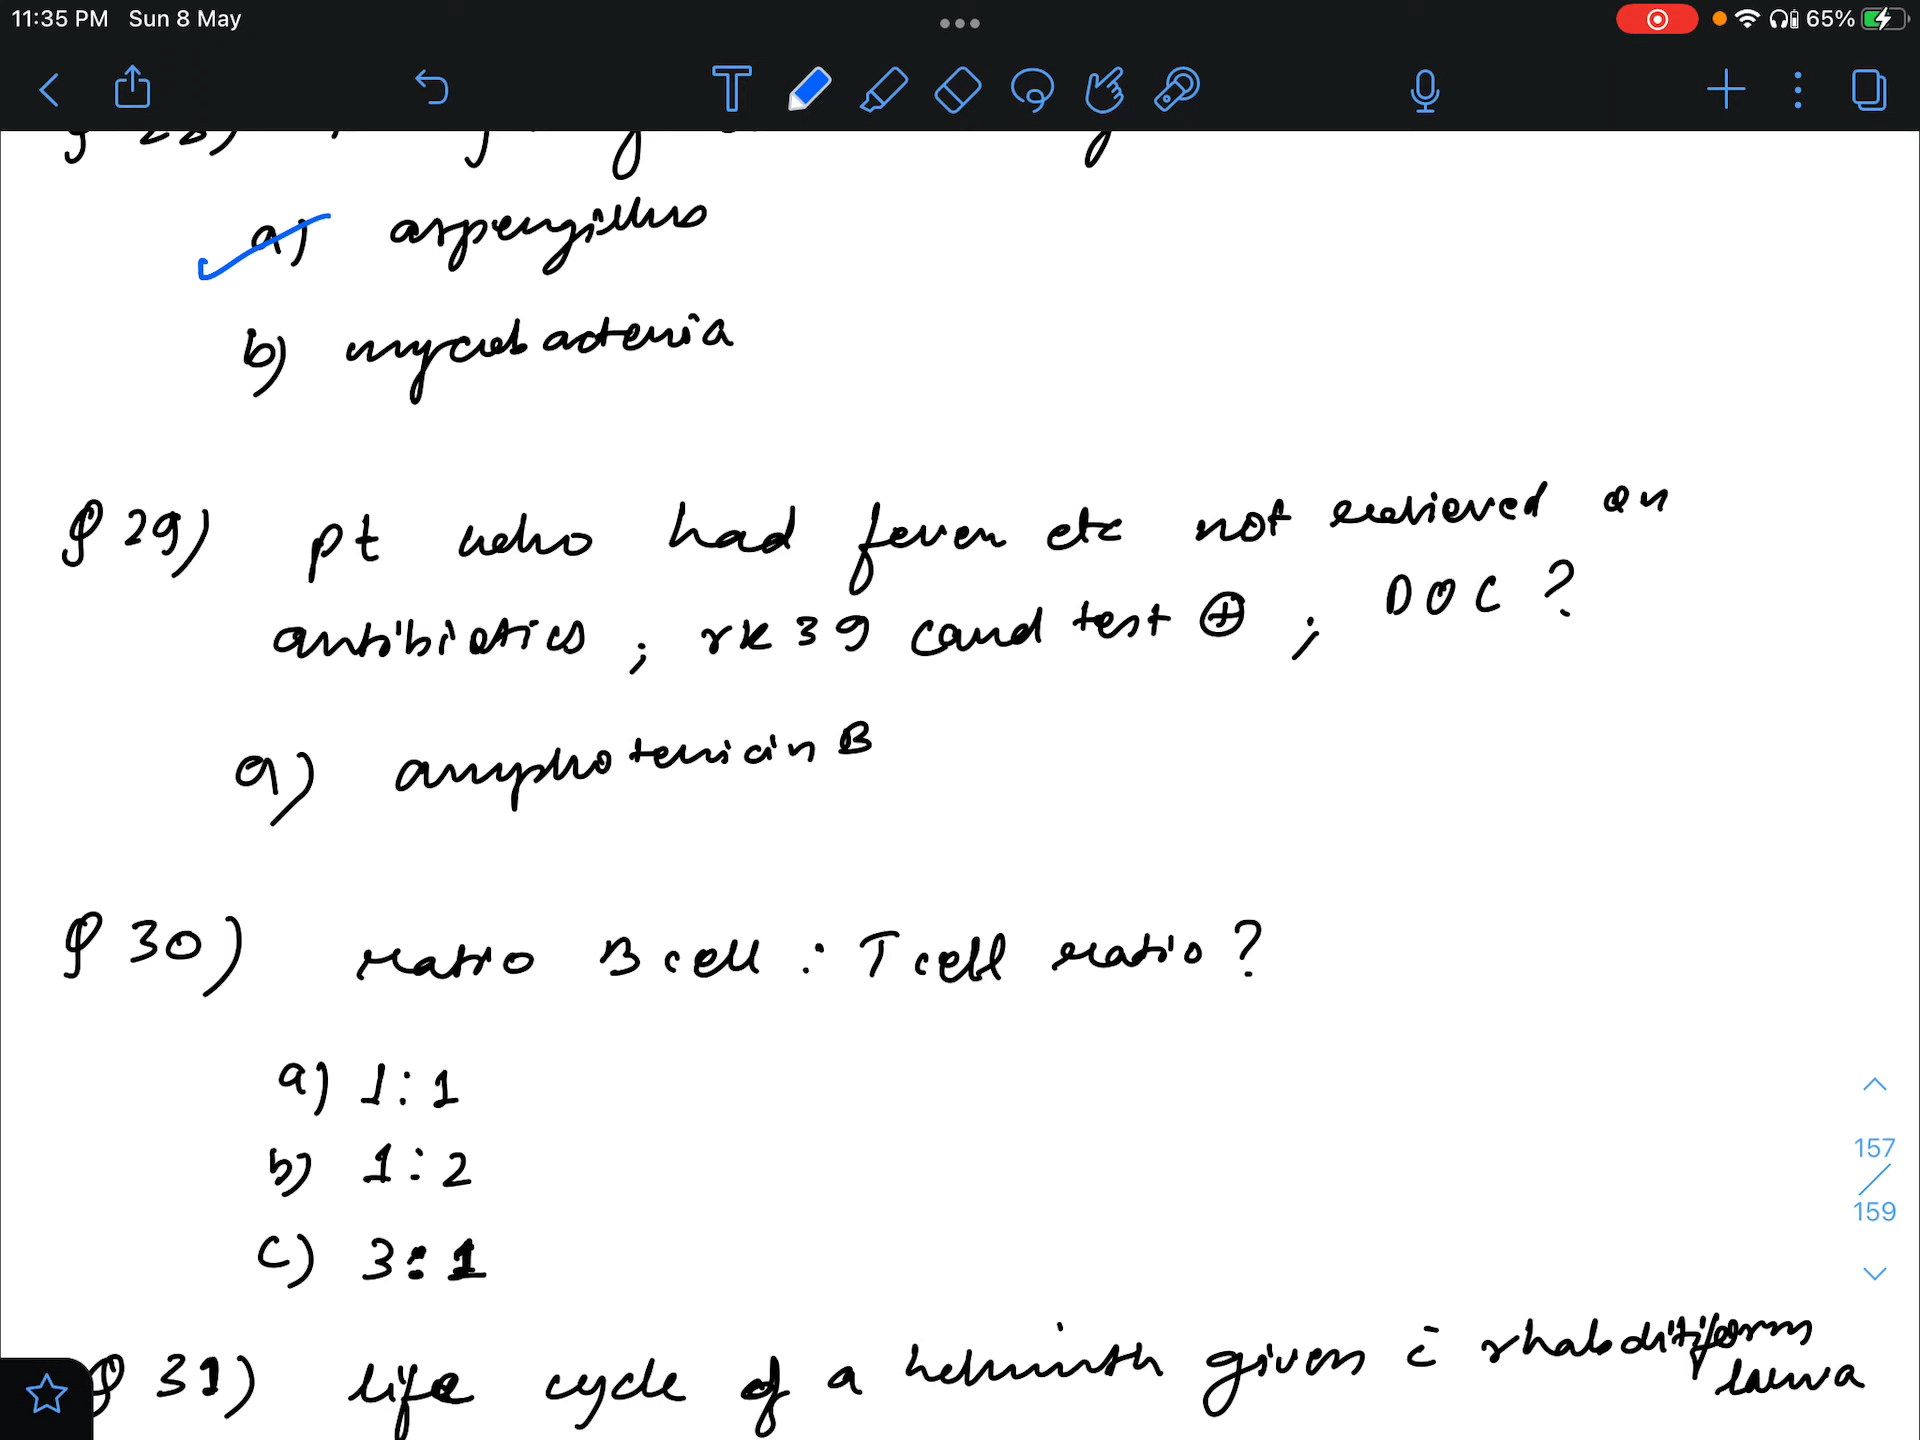 11:35 PM Sun 8 May
65%
a) aspergillus
b) mycobacteria
Q 29) pt who had fever etc not relieved on
antibiotics ; rk 39 card test ⊕ ; DOC ?
a) amphotericin B
Q 30) ratio B cell : T cell ratio ?
a) 1 : 1
b) 1 : 2
c) 3 : 1
157
159
Q 31) life cycle of a helminth given c̄ rhabditiform
larva